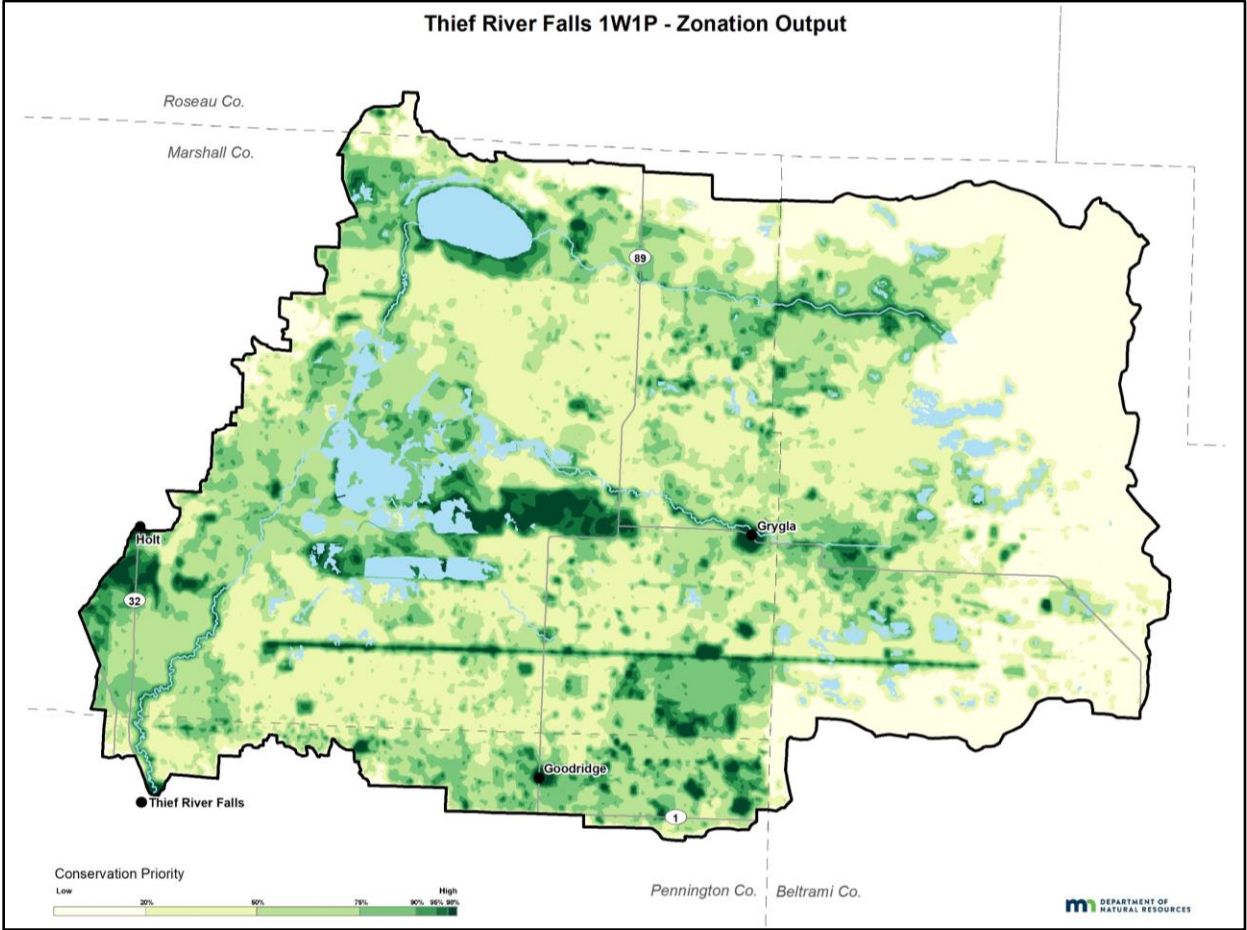 Thief River Falls 1W1P - Zonation Output
Roseau Co.
Marshall Co.
89
Grygla
Holt
32
Goodridge
Thief River Falls
1
Conservation Priority
Low High
20% 50% 75% 90% 95% 98%
Pennington Co. Beltrami Co.
mn DEPARTMENT OF
NATURAL RESOURCES